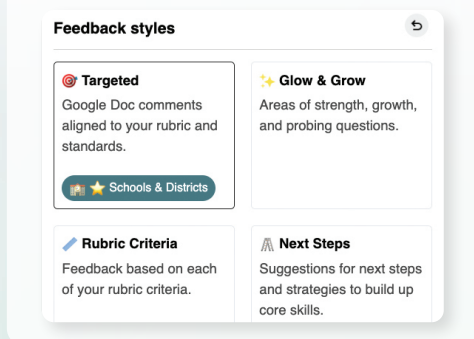 Feedback styles
🎯 Targeted
Google Doc comments
aligned to your rubric and
standards.
🏫 ⭐ Schools & Districts
✨ Glow & Grow
Areas of strength, growth,
and probing questions.
📏 Rubric Criteria
Feedback based on each
of your rubric criteria.
🪜 Next Steps
Suggestions for next steps
and strategies to build up
core skills.